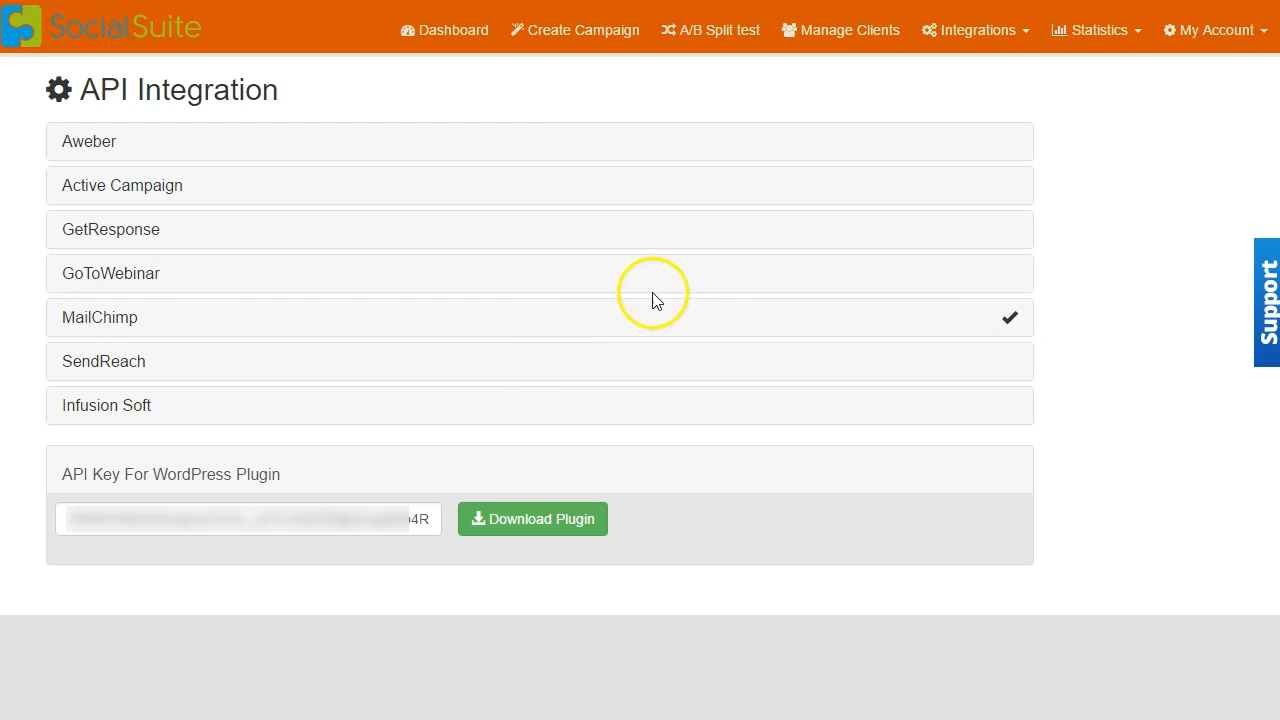 SocialSuite
Dashboard Create Campaign A/B Split test Manage Clients Integrations Statistics My Account
API Integration
Aweber
Active Campaign
GetResponse
GoToWebinar
MailChimp
SendReach
Infusion Soft
API Key For WordPress Plugin
4R Download Plugin
Support